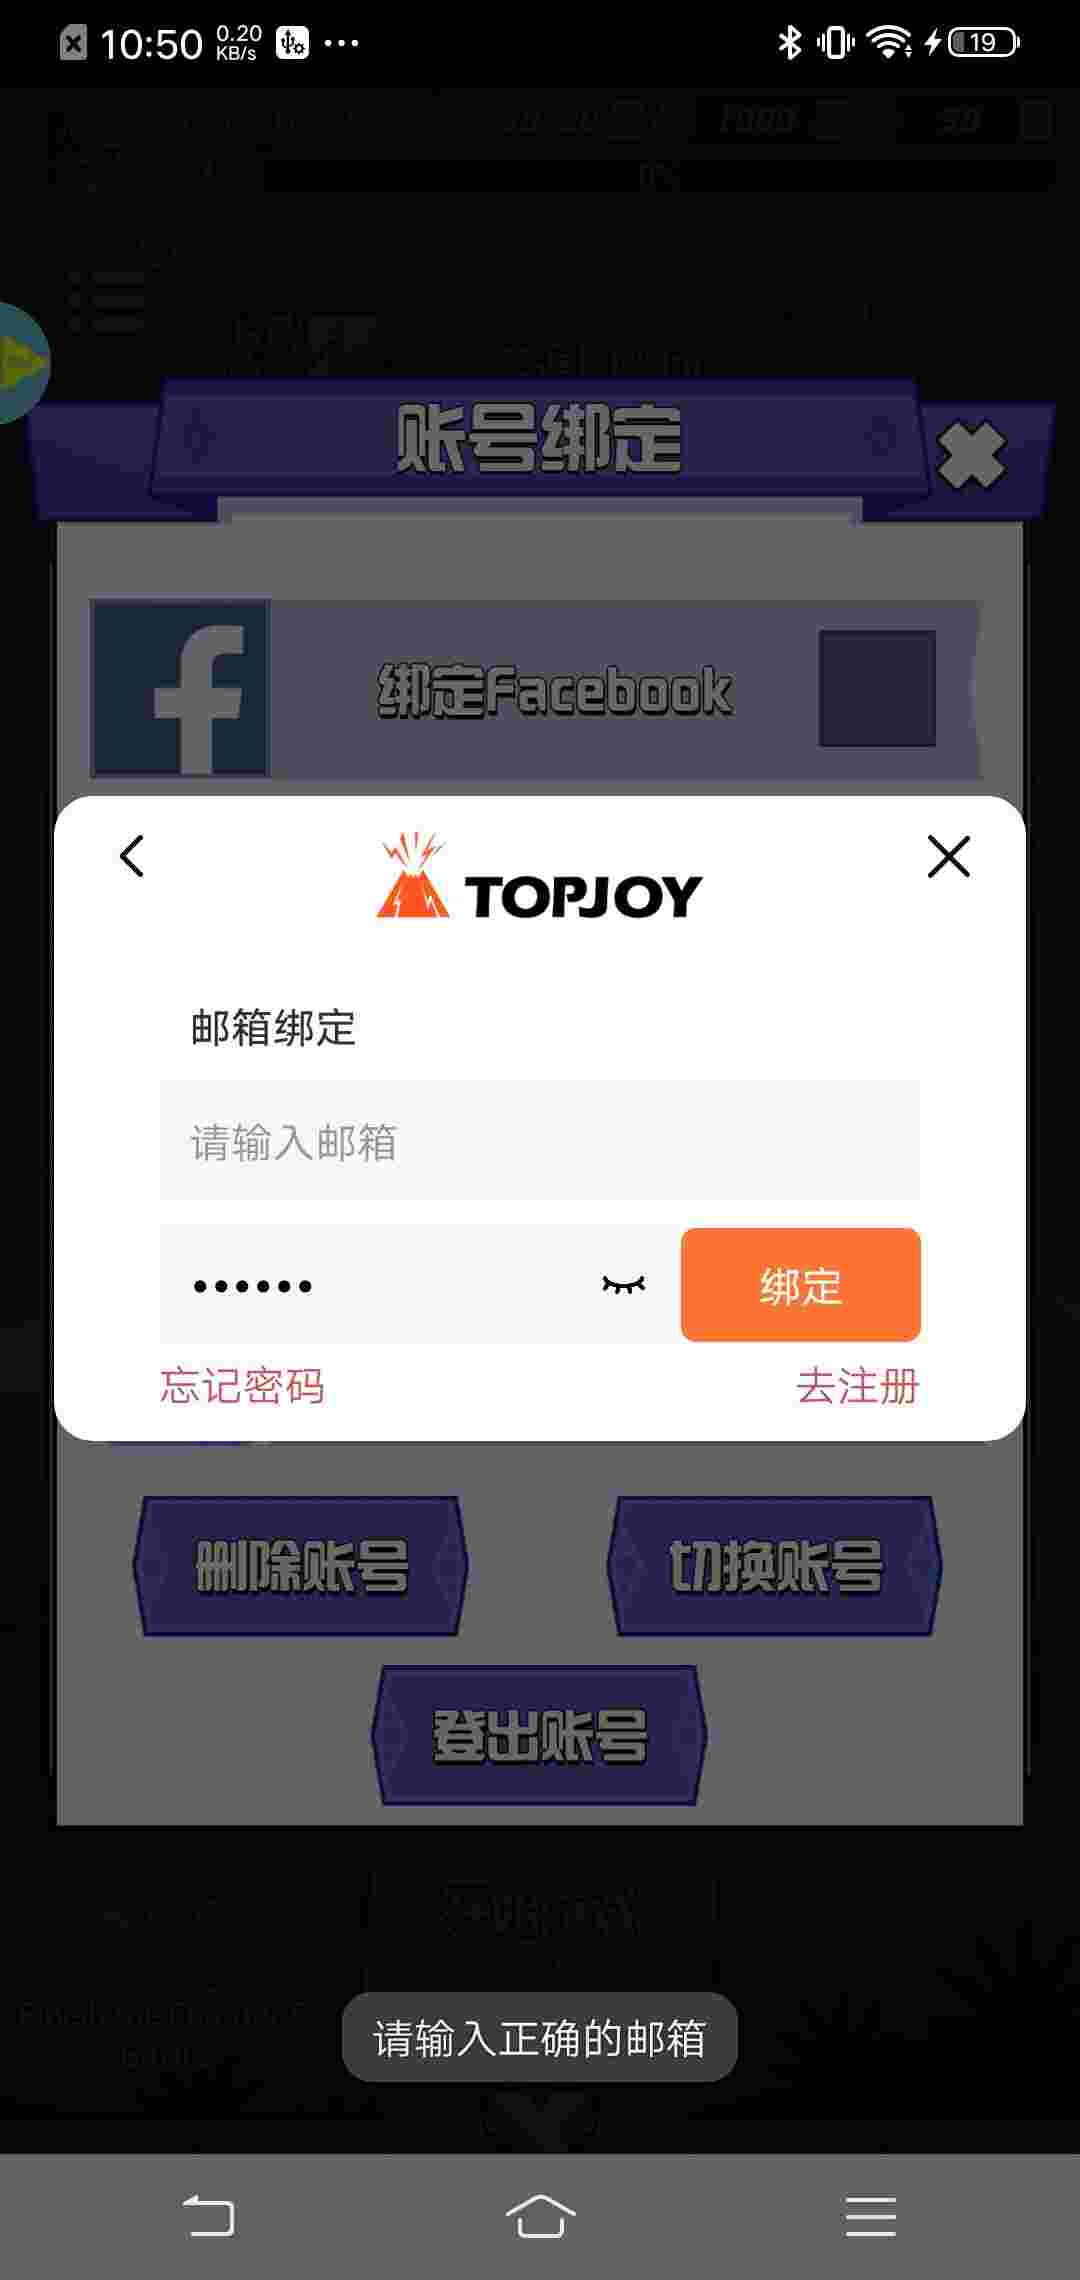 10:50 0.20 KB/s 19
账号绑定
绑定Facebook
TOPJOY
邮箱绑定
请输入邮箱
••••••
绑定
忘记密码 去注册
删除账号 切换账号
登出账号
请输入正确的邮箱